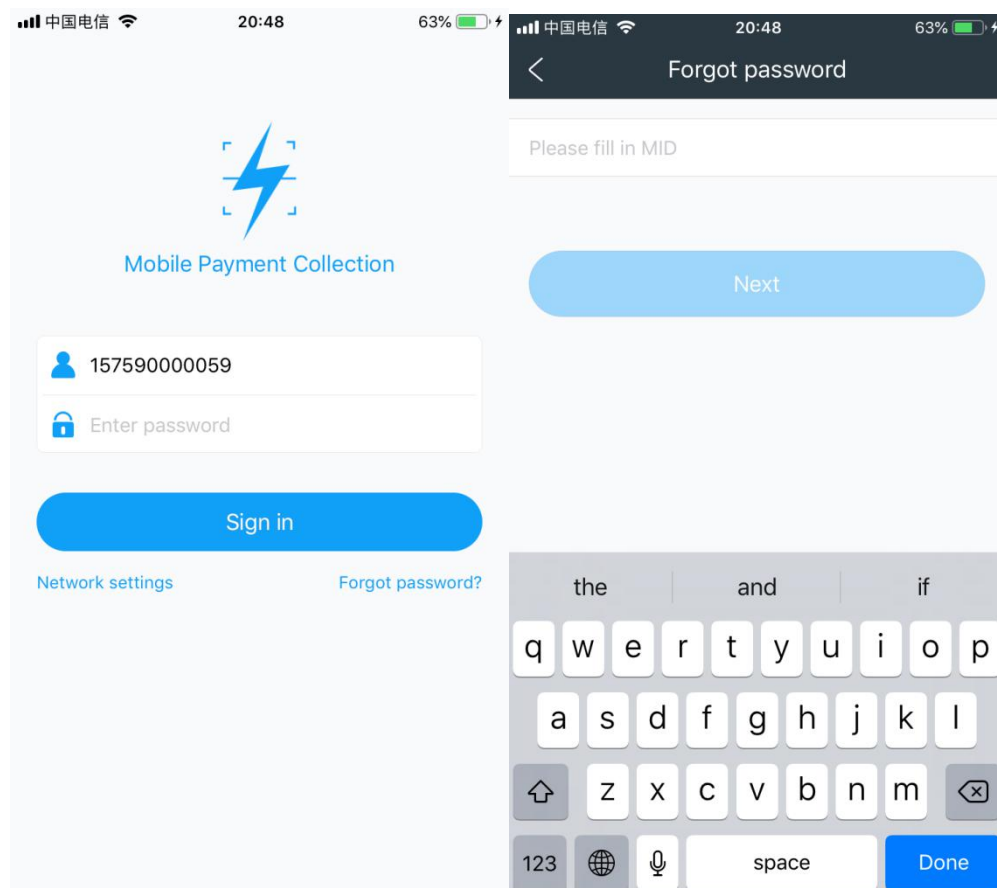 中国电信 20:48 63%
Mobile Payment Collection
157590000059
Enter password
Sign in
Network settings Forgot password?
中国电信 20:48 63%
Forgot password
Please fill in MID
Next
the and if
q w e r t y u i o p
a s d f g h j k l
z x c v b n m
123 space Done